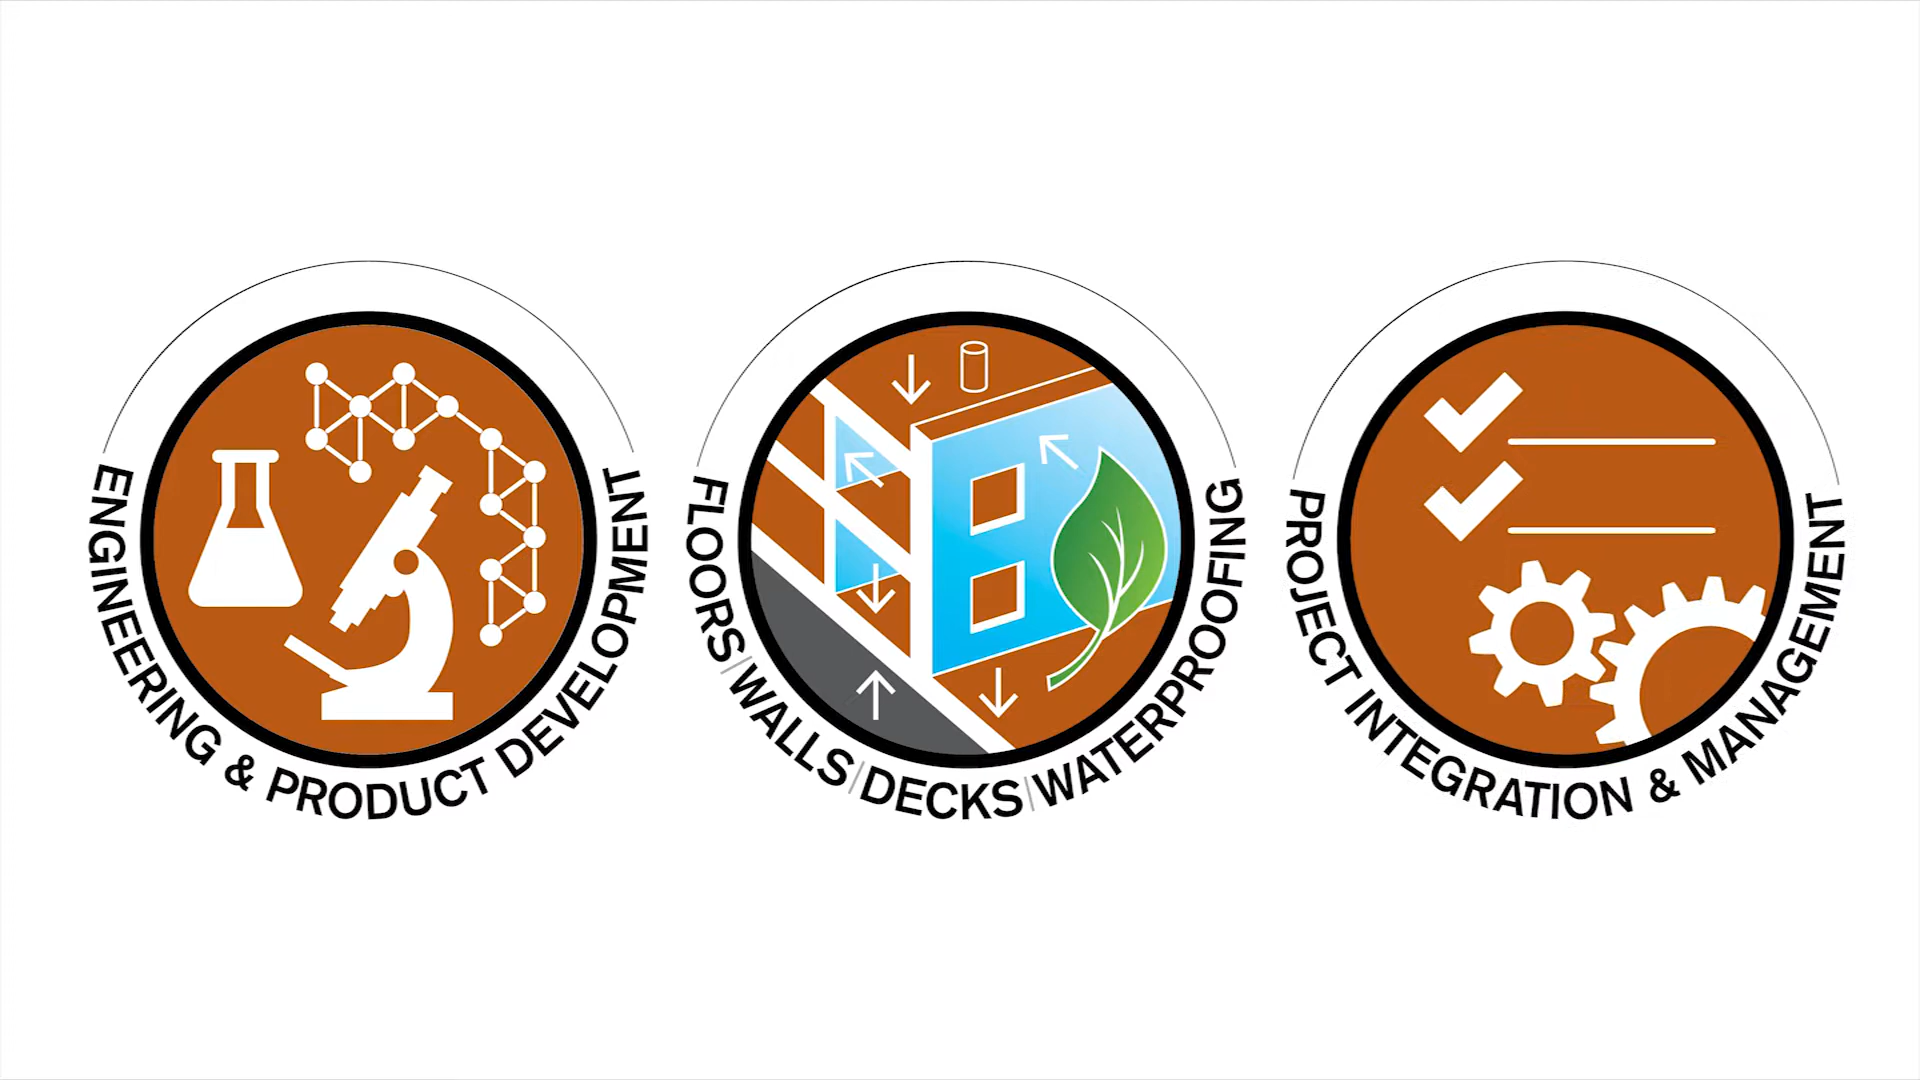 ENGINEERING & PRODUCT DEVELOPMENT
FLOORS/WALLS/DECKS/WATERPROOFING
PROJECT INTEGRATION & MANAGEMENT